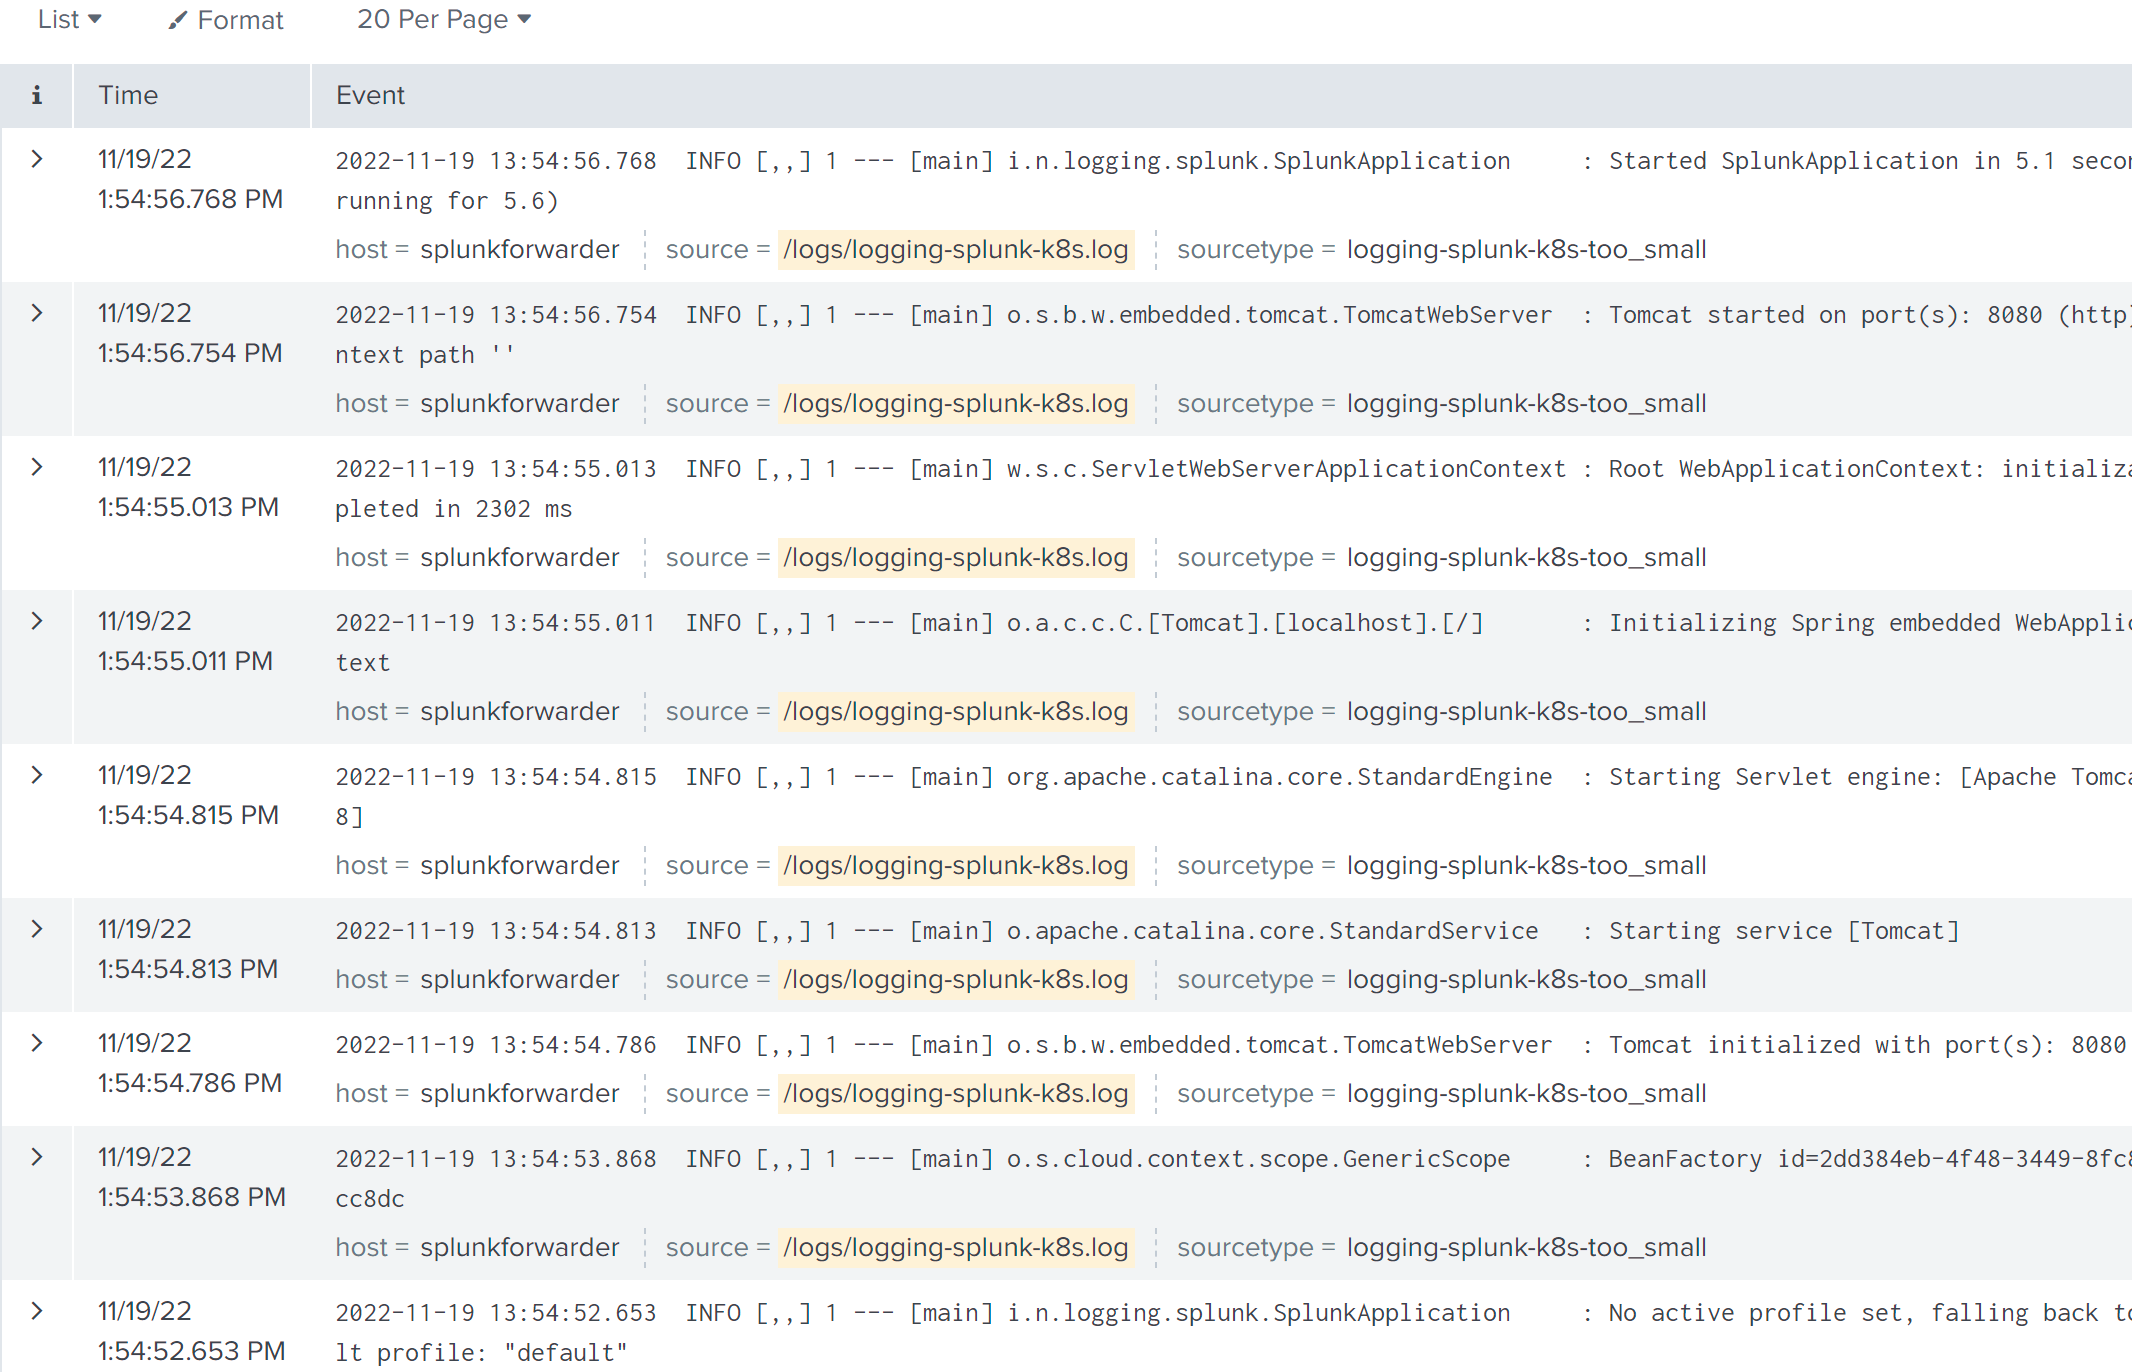 List Format 20 Per Page
i Time Event
11/19/22 2022-11-19 13:54:56.768 INFO [,,] 1 --- [main] i.n.logging.splunk.SplunkApplication : Started SplunkApplication in 5.1
1:54:56.768 PM running for 5.6)
host = splunkforwarder source = /logs/logging-splunk-k8s.log sourcetype = logging-splunk-k8s-too_small
11/19/22 2022-11-19 13:54:56.754 INFO [,,] 1 --- [main] o.s.b.w.embedded.tomcat.TomcatWebServer : Tomcat started on port(s): 8080 (http)
1:54:56.754 PM ntext path ''
host = splunkforwarder source = /logs/logging-splunk-k8s.log sourcetype = logging-splunk-k8s-too_small
11/19/22 2022-11-19 13:54:55.013 INFO [,,] 1 --- [main] w.s.c.ServletWebServerApplicationContext : Root WebApplicationContext:
1:54:55.013 PM pleted in 2302 ms
host = splunkforwarder source = /logs/logging-splunk-k8s.log sourcetype = logging-splunk-k8s-too_small
11/19/22 2022-11-19 13:54:55.011 INFO [,,] 1 --- [main] o.a.c.c.C.[Tomcat].[localhost].[/] : Initializing Spring embedded
1:54:55.011 PM text
host = splunkforwarder source = /logs/logging-splunk-k8s.log sourcetype = logging-splunk-k8s-too_small
11/19/22 2022-11-19 13:54:54.815 INFO [,,] 1 --- [main] org.apache.catalina.core.StandardEngine : Starting Servlet engine: [Apache
1:54:54.815 PM 8]
host = splunkforwarder source = /logs/logging-splunk-k8s.log sourcetype = logging-splunk-k8s-too_small
11/19/22 2022-11-19 13:54:54.813 INFO [,,] 1 --- [main] o.apache.catalina.core.StandardService : Starting service [Tomcat]
1:54:54.813 PM host = splunkforwarder source = /logs/logging-splunk-k8s.log sourcetype = logging-splunk-k8s-too_small
11/19/22 2022-11-19 13:54:54.786 INFO [,,] 1 --- [main] o.s.b.w.embedded.tomcat.TomcatWebServer : Tomcat initialized with port(s): 8080
1:54:54.786 PM host = splunkforwarder source = /logs/logging-splunk-k8s.log sourcetype = logging-splunk-k8s-too_small
11/19/22 2022-11-19 13:54:53.868 INFO [,,] 1 --- [main] o.s.cloud.context.scope.GenericScope : BeanFactory id=2dd384eb-4f48-3449-8fc
1:54:53.868 PM cc8dc
host = splunkforwarder source = /logs/logging-splunk-k8s.log sourcetype = logging-splunk-k8s-too_small
11/19/22 2022-11-19 13:54:52.653 INFO [,,] 1 --- [main] i.n.logging.splunk.SplunkApplication : No active profile set, falling back
1:54:52.653 PM lt profile: "default"